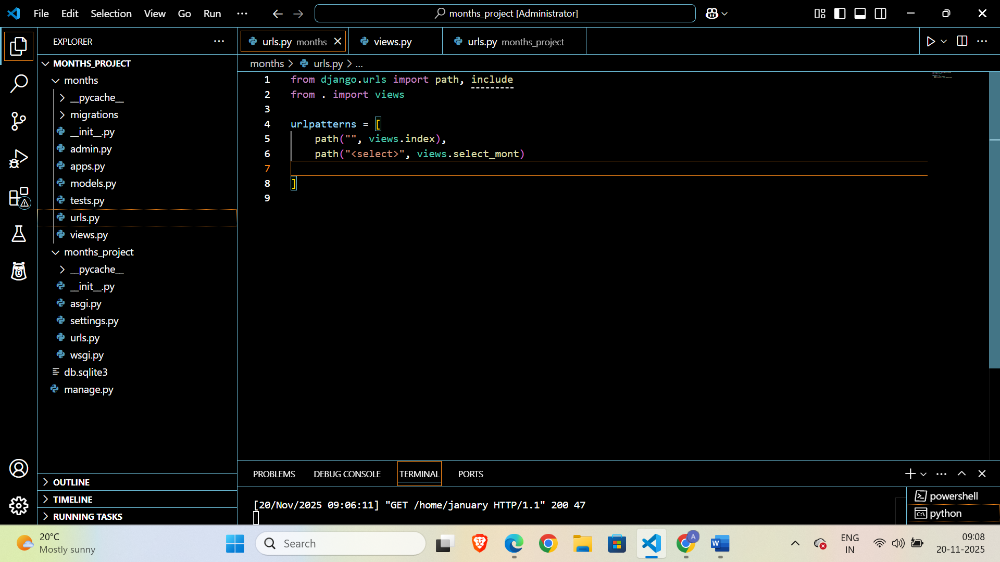 File Edit Selection View Go Run ···
months_project [Administrator]
EXPLORER ···
MONTHS_PROJECT
months
__pycache__
migrations
__init__.py
admin.py
apps.py
models.py
tests.py
urls.py
views.py
months_project
__pycache__
__init__.py
asgi.py
settings.py
urls.py
wsgi.py
db.sqlite3
manage.py
OUTLINE
TIMELINE
RUNNING TASKS
urls.py months
views.py
urls.py months_project
months > urls.py > ...
1 from django.urls import path, include
2 from . import views
3
4 urlpatterns = [
5 path("", views.index),
6 path("<select>", views.select_mont)
7
8 ]
9
PROBLEMS DEBUG CONSOLE TERMINAL PORTS
[20/Nov/2025 09:06:11] "GET /home/january HTTP/1.1" 200 47
powershell
python
20°C
Mostly sunny
Search
A
W
ENG
IN
09:08
20-11-2025